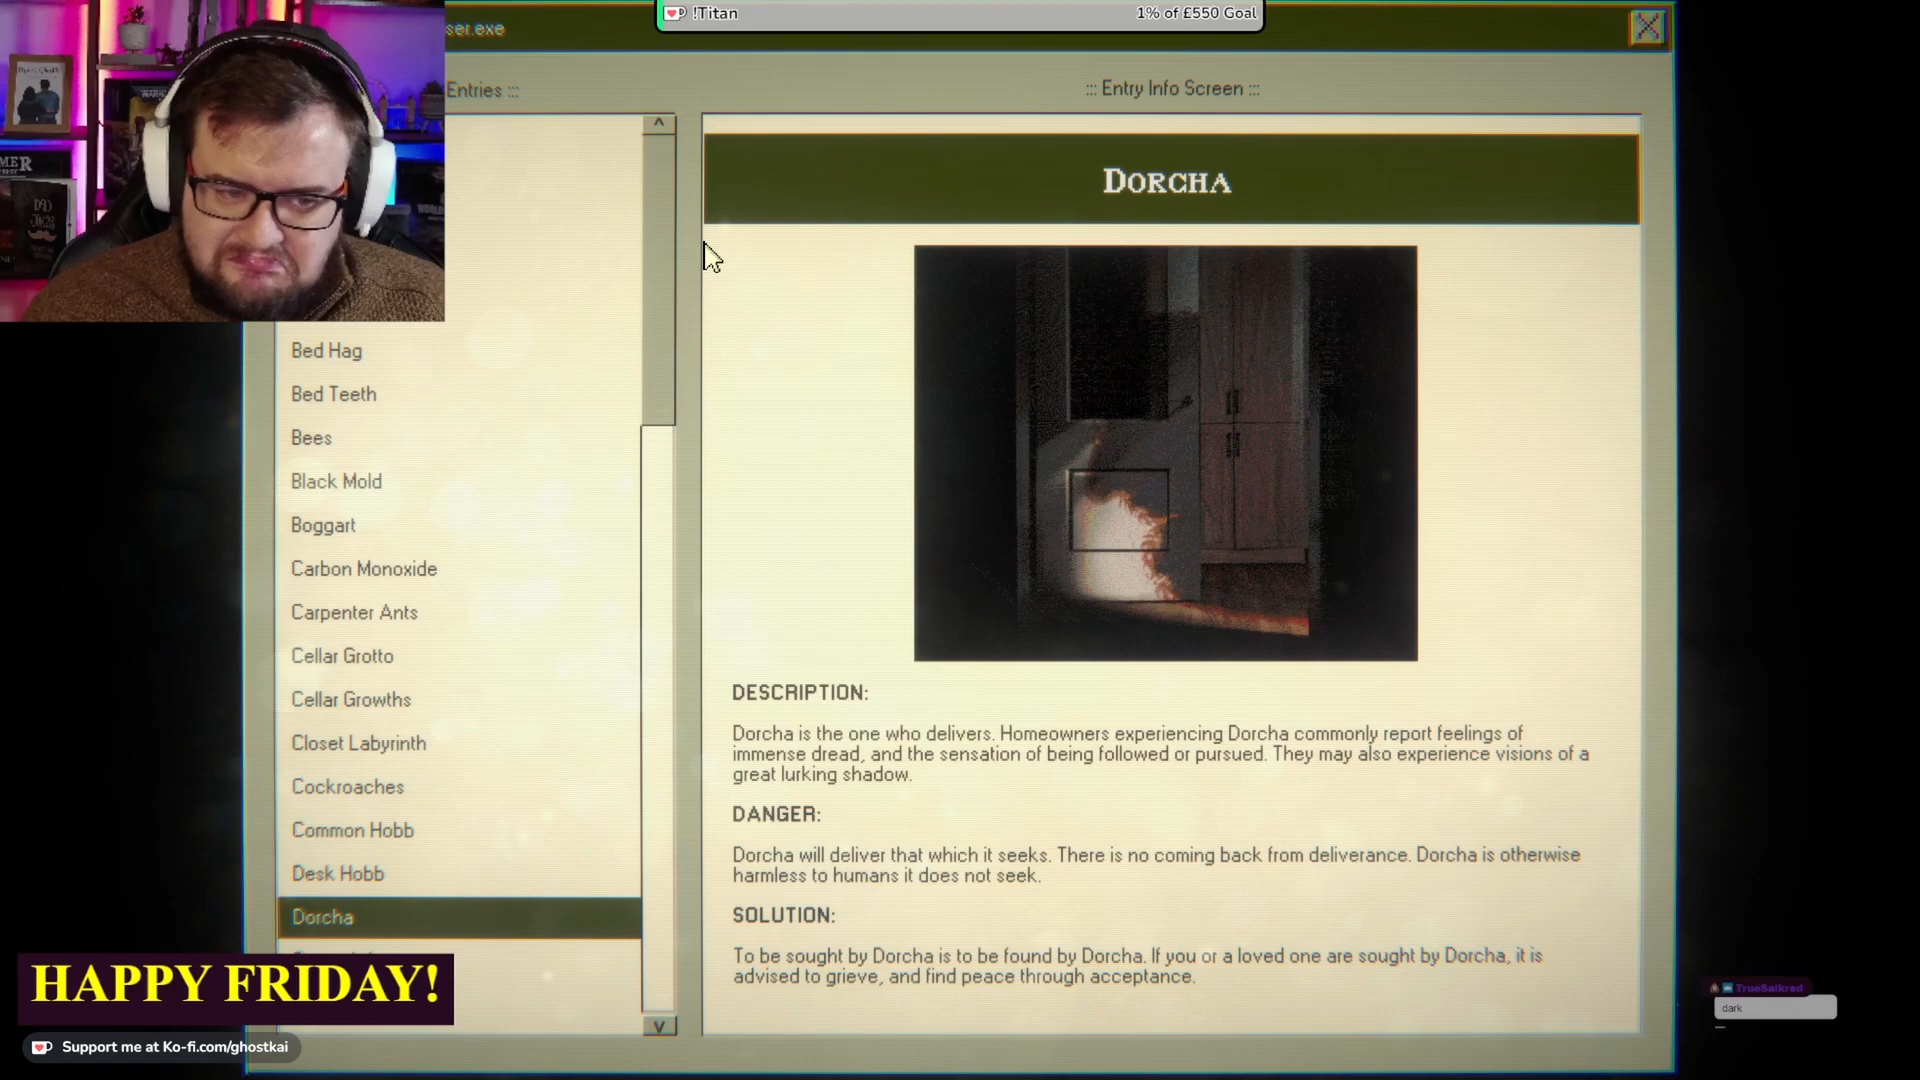 !Titan
1% of £550 Goal
ser.exe
Entries :::
::: Entry Info Screen :::
DORCHA
Bed Hag
Bed Teeth
Bees
Black Mold
Boggart
Carbon Monoxide
Carpenter Ants
Cellar Grotto
Cellar Growths
Closet Labyrinth
Cockroaches
Common Hobb
Desk Hobb
Dorcha
DESCRIPTION:
Dorcha is the one who delivers. Homeowners experiencing Dorcha commonly report feelings of
immense dread, and the sensation of being followed or pursued. They may also experience visions of a
great lurking shadow.
DANGER:
Dorcha will deliver that which it seeks. There is no coming back from deliverance. Dorcha is otherwise
harmless to humans it does not seek.
SOLUTION:
To be sought by Dorcha is to be found by Dorcha. If you or a loved one are sought by Dorcha, it is
advised to grieve, and find peace through acceptance.
HAPPY FRIDAY!
Support me at Ko-fi.com/ghostkai
TrueSaikred
dark